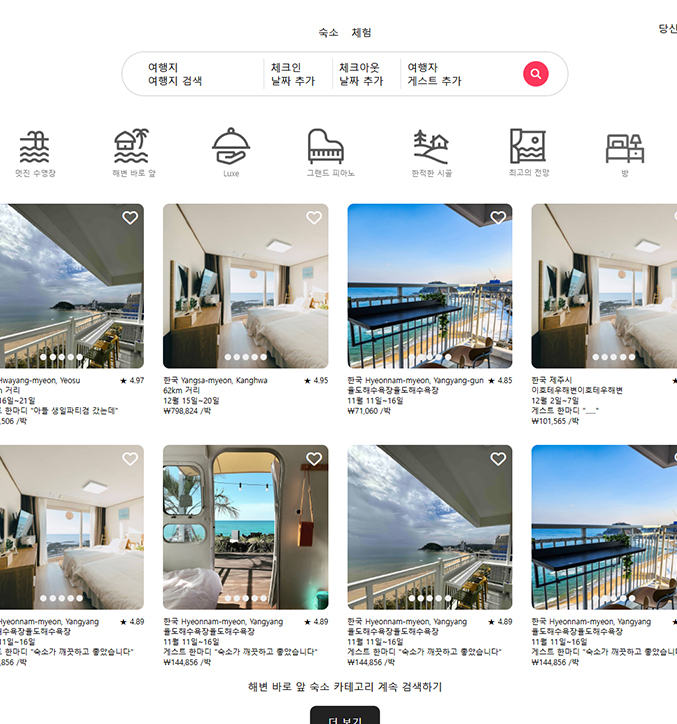 숙소 체험
당신
여행지
여행지 검색
체크인
날짜 추가
체크아웃
날짜 추가
여행자
게스트 추가
멋진 수영장
해변 바로 앞
Luxe
그랜드 피아노
한적한 시골
최고의 전망
방
Hwayang-myeon, Yeosu ★ 4.97
거리
16일~21일
한마디 "아들 생일파티겸 갔는데"
,506 /박
한국 Yangsa-myeon, Kanghwa ★ 4.95
62km 거리
12월 15일~20일
₩798,824 /박
한국 Hyeonnam-myeon, Yangyang-gun ★ 4.85
율도해수욕장율도해수욕장
11월 11일~16일
₩71,060 /박
한국 제주시 ★
이호테우해변이호테우해변
12월 2일~7일
게스트 한마디 "......"
₩101,565 /박
Hyeonnam-myeon, Yangyang ★ 4.89
해수욕장율도해수욕장
11일~16일
한마디 "숙소가 깨끗하고 좋았습니다"
,856 /박
한국 Hyeonnam-myeon, Yangyang ★ 4.89
율도해수욕장율도해수욕장
11월 11일~16일
게스트 한마디 "숙소가 깨끗하고 좋았습니다"
₩144,856 /박
한국 Hyeonnam-myeon, Yangyang ★ 4.89
율도해수욕장율도해수욕장
11월 11일~16일
게스트 한마디 "숙소가 깨끗하고 좋았습니다"
₩144,856 /박
한국 Hyeonnam-myeon, Yangyang ★
율도해수욕장율도해수욕장
11월 11일~16일
게스트 한마디 "숙소가 깨끗하고 좋았습니다"
₩144,856 /박
해변 바로 앞 숙소 카테고리 계속 검색하기
더 보기